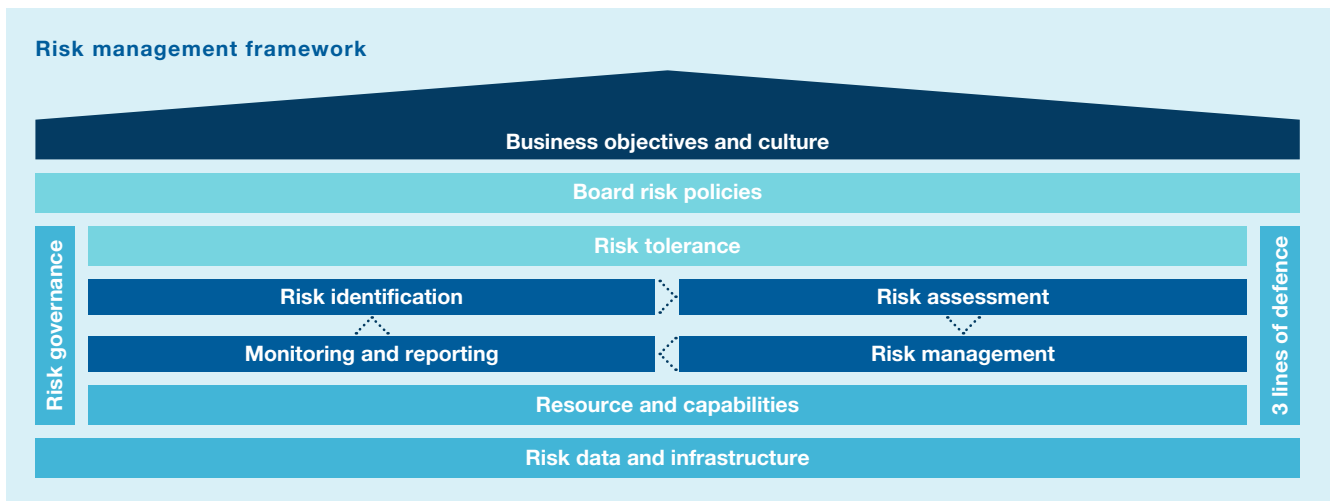 Risk management framework
Business objectives and culture
Board risk policies
Risk governance
Risk tolerance
3 lines of defence
Risk identification
Risk assessment
Monitoring and reporting
Risk management
Resource and capabilities
Risk data and infrastructure